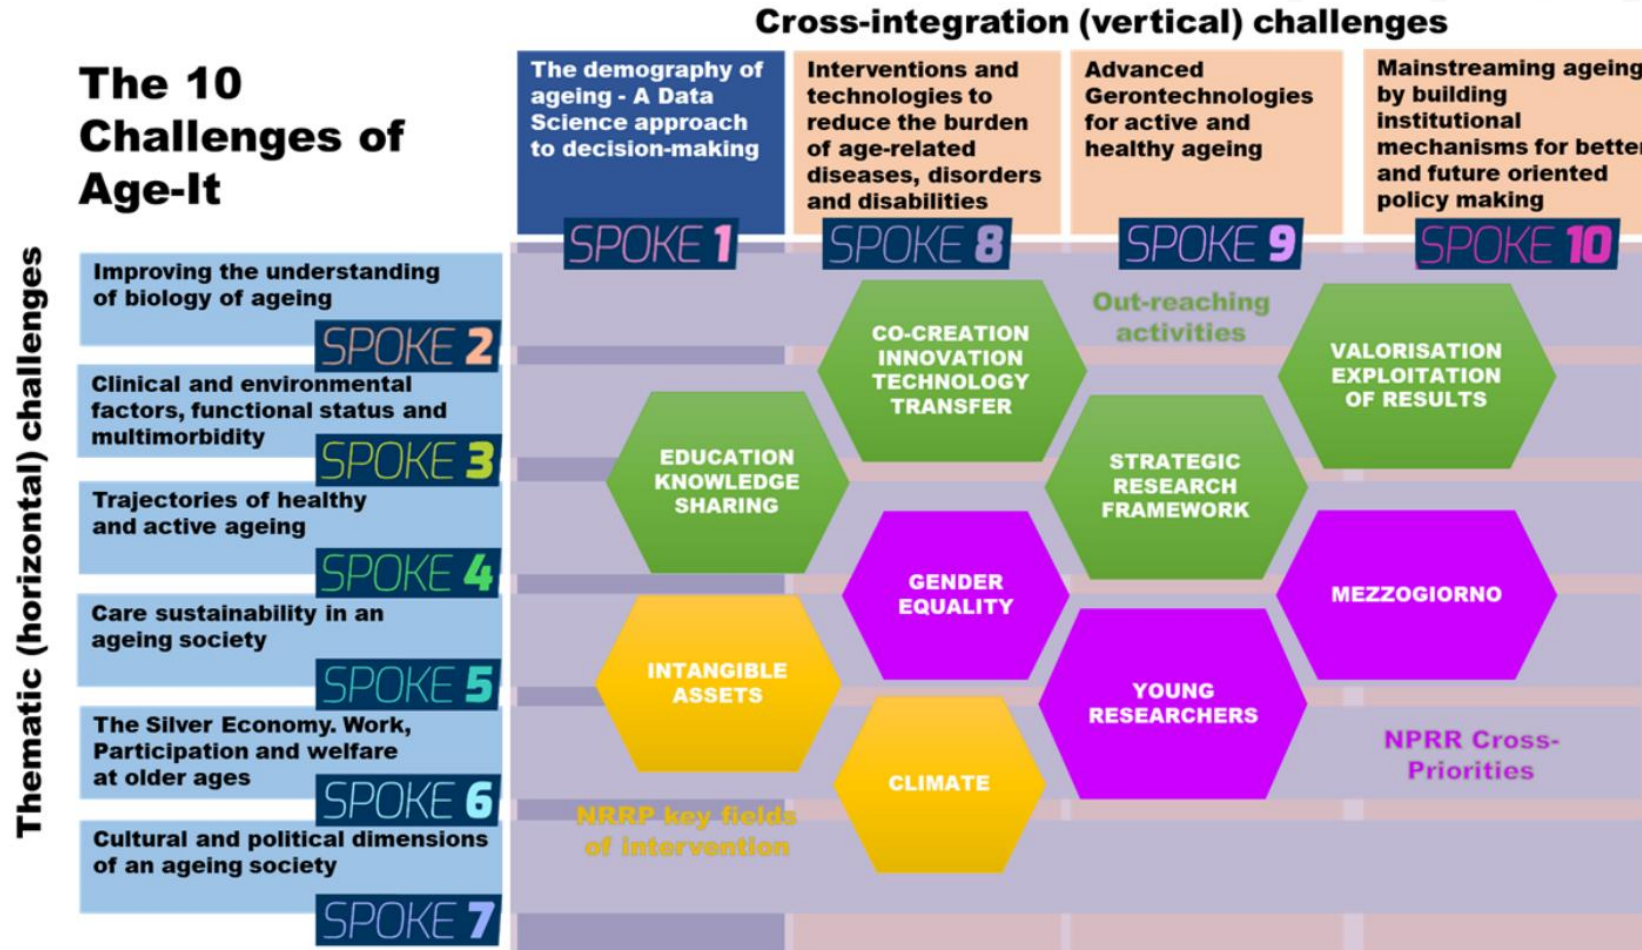 Cross-integration (vertical) challenges
The 10
Challenges of
Age-It
The demography of
ageing - A Data
Science approach
to decision-making
SPOKE 1
Interventions and
technologies to
reduce the burden
of age-related
diseases, disorders
and disabilities
SPOKE 8
Advanced
Gerontechnologies
for active and
healthy ageing
SPOKE 9
Mainstreaming ageing
by building
institutional
mechanisms for better
and future oriented
policy making
SPOKE 10
Thematic (horizontal) challenges
Improving the understanding
of biology of ageing
SPOKE 2
Clinical and environmental
factors, functional status and
multimorbidity
SPOKE 3
Trajectories of healthy
and active ageing
SPOKE 4
Care sustainability in an
ageing society
SPOKE 5
The Silver Economy. Work,
Participation and welfare
at older ages
SPOKE 6
Cultural and political dimensions
of an ageing society
SPOKE 7
Out-reaching
activities
CO-CREATION
INNOVATION
TECHNOLOGY
TRANSFER
VALORISATION
EXPLOITATION
OF RESULTS
EDUCATION
KNOWLEDGE
SHARING
STRATEGIC
RESEARCH
FRAMEWORK
GENDER
EQUALITY
MEZZOGIORNO
INTANGIBLE
ASSETS
YOUNG
RESEARCHERS
CLIMATE
NPRR Cross-
Priorities
NRRP key fields
of intervention